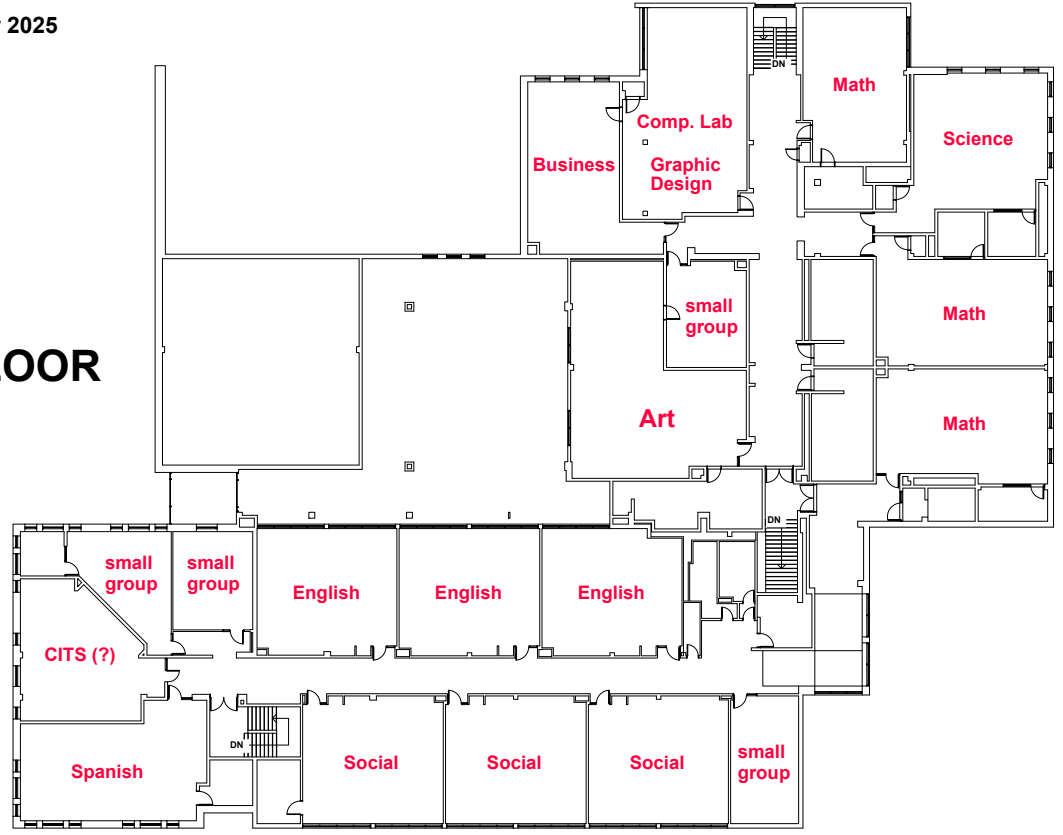 2025
DN
Math
Comp. Lab
Science
Business
Graphic
Design
small
group
Math
Art
Math
DN
small
group
small
group
English
English
English
CITS (?)
DN
Spanish
Social
Social
Social
small
group